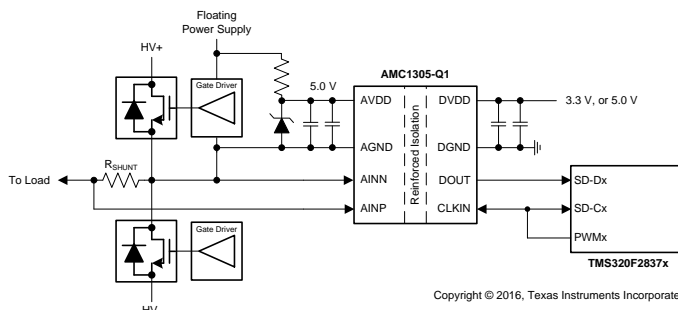 Floating
Power Supply
HV+
Gate Driver
5.0 V
AMC1305-Q1
AVDD
DVDD
3.3 V, or 5.0 V
Reinforced Isolation
AGND
DGND
RSHUNT
To Load
AINN
DOUT
SD-Dx
AINP
CLKIN
SD-Cx
Gate Driver
PWMx
TMS320F2837x
HV
Copyright © 2016, Texas Instruments Incorporate